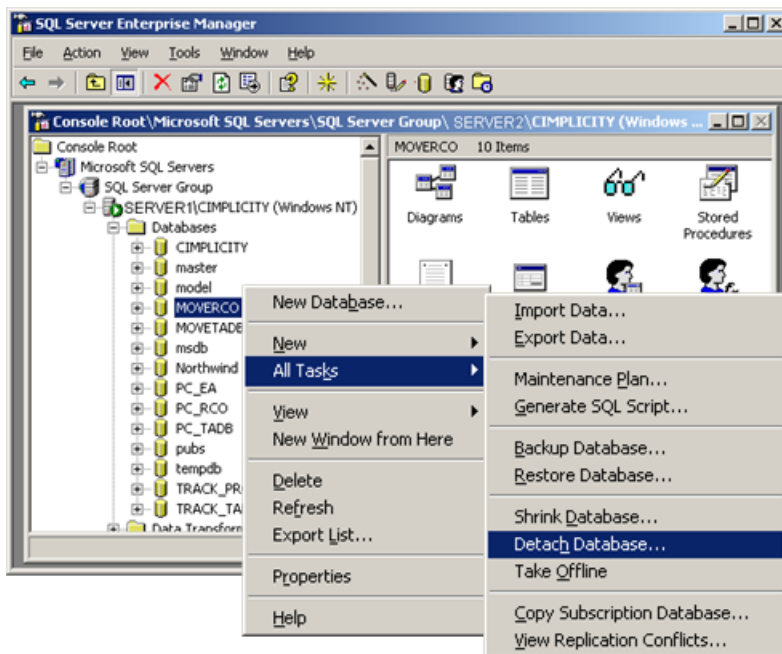 SQL Server Enterprise Manager
File Action View Tools Window Help
Console Root\Microsoft SQL Servers\SQL Server Group\ SERVER2\CIMPLICITY (Windows ...
Console Root
Microsoft SQL Servers
SQL Server Group
SERVER1\CIMPLICITY (Windows NT)
Databases
CIMPLICITY
master
model
MOVERCO
MOVETADB
msdb
Northwind
PC_EA
PC_RCO
PC_TADB
pubs
tempdb
TRACK_PR
TRACK_TA
Data Transform
MOVERCO 10 Items
Diagrams Tables Views Stored
Procedures
New Database...
New
All Tasks
View
New Window from Here
Delete
Refresh
Export List...
Properties
Help
Import Data...
Export Data...
Maintenance Plan...
Generate SQL Script...
Backup Database...
Restore Database...
Shrink Database...
Detach Database...
Take Offline
Copy Subscription Database...
View Replication Conflicts...